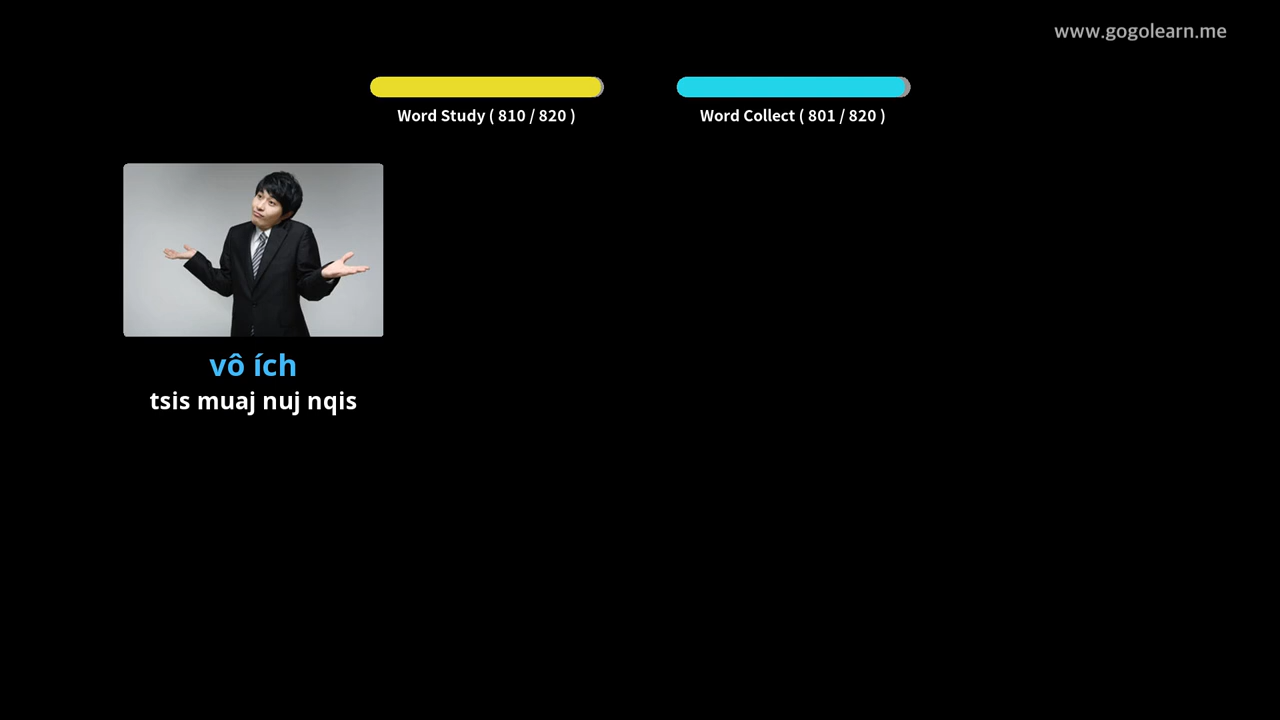 www.gogolearn.me
Word Study ( 810 / 820 )
Word Collect ( 801 / 820 )
vô ích
tsis muaj nuj nqis